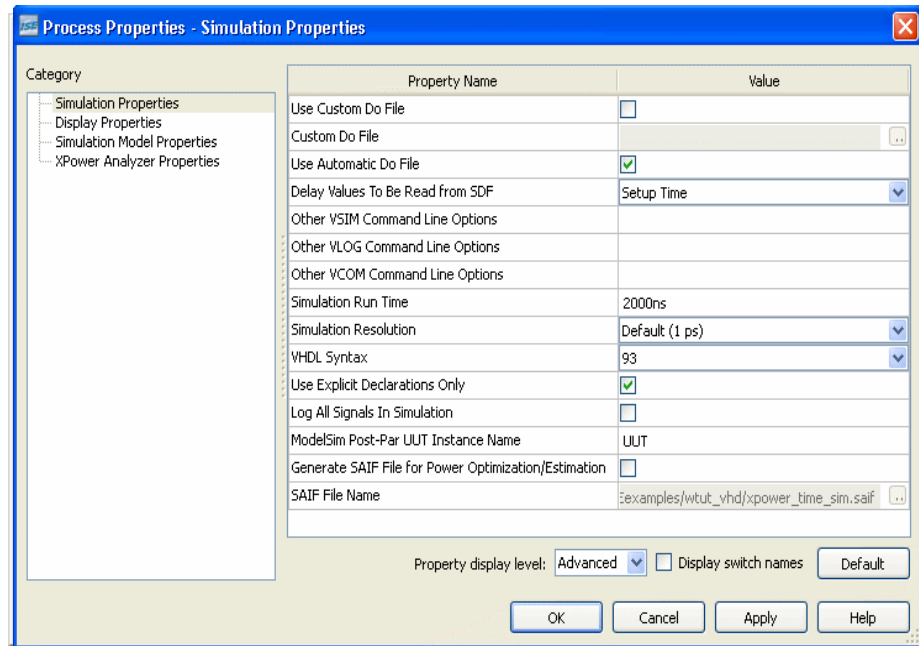 ISE Process Properties - Simulation Properties
Category
Simulation Properties
Display Properties
Simulation Model Properties
XPower Analyzer Properties
Property Name Value
Use Custom Do File
Custom Do File ..
Use Automatic Do File
Delay Values To Be Read from SDF Setup Time
Other VSIM Command Line Options
Other VLOG Command Line Options
Other VCOM Command Line Options
Simulation Run Time 2000ns
Simulation Resolution Default (1 ps)
VHDL Syntax 93
Use Explicit Declarations Only
Log All Signals In Simulation
ModelSim Post-Par UUT Instance Name UUT
Generate SAIF File for Power Optimization/Estimation
SAIF File Name Eexamples/wtut_vhd/xpower_time_sim.saif ..
Property display level: Advanced Display switch names Default
OK Cancel Apply Help